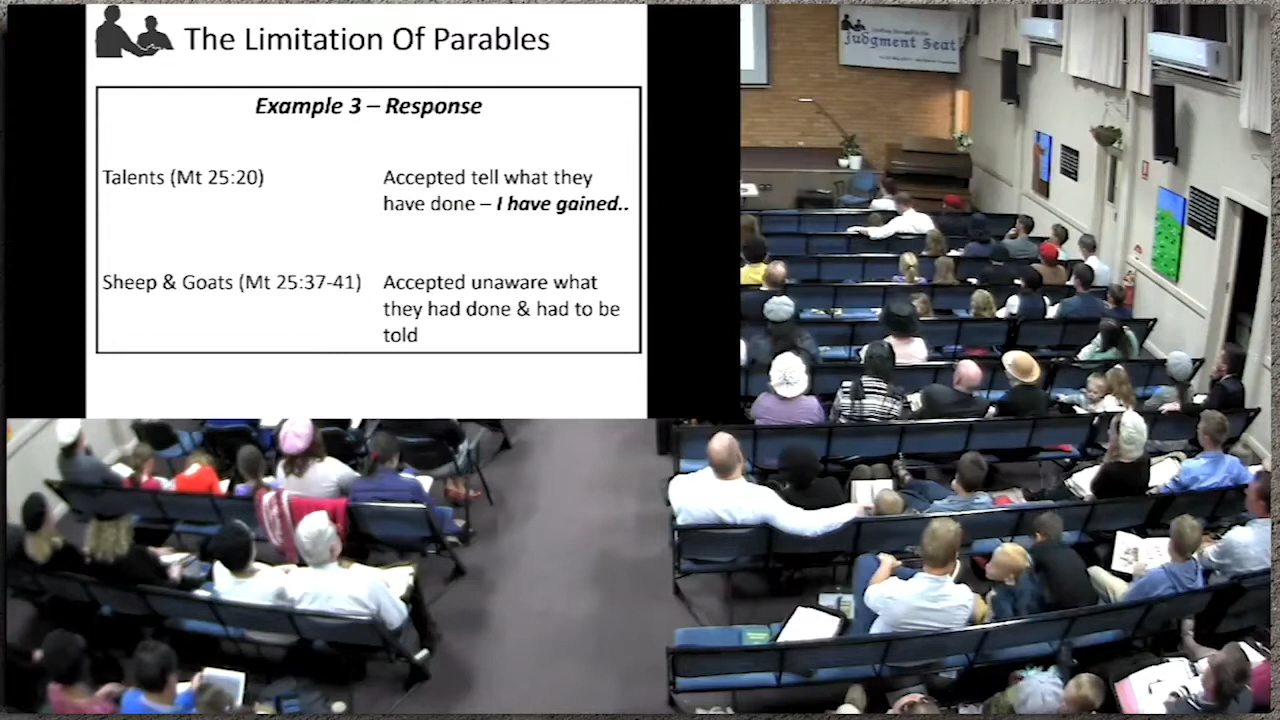 The Limitation Of Parables
Example 3 – Response
Talents (Mt 25:20)
Accepted tell what they
have done – I have gained..
Sheep & Goats (Mt 25:37-41)
Accepted unaware what
they had done & had to be
told
Judgment Seat